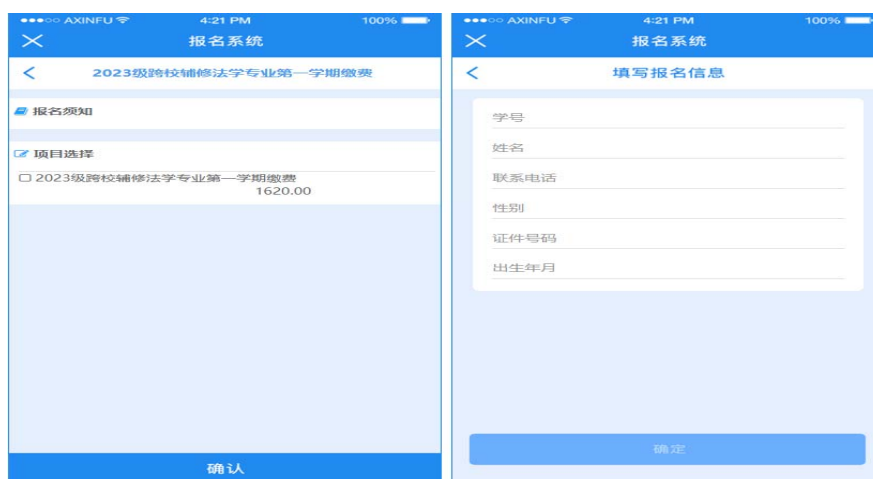 AXINFU 4:21 PM 100%
报名系统
2023级跨校辅修法学专业第一学期缴费
报名须知
项目选择
2023级跨校辅修法学专业第一学期缴费
1620.00
确认
AXINFU 4:21 PM 100%
报名系统
填写报名信息
学号
姓名
联系电话
性别
证件号码
出生年月
确定